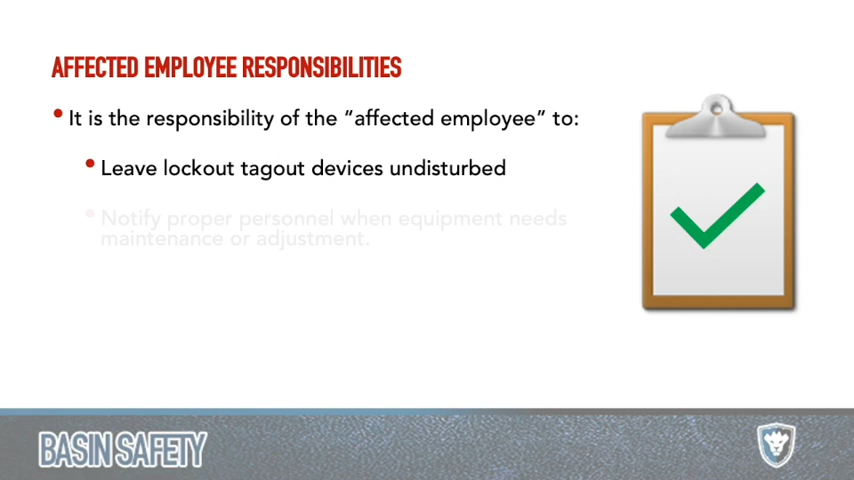 AFFECTED EMPLOYEE RESPONSIBILITIES
• It is the responsibility of the “affected employee” to:
• Leave lockout tagout devices undisturbed
• Notify proper personnel when equipment needs
maintenance or adjustment.
BASIN SAFETY